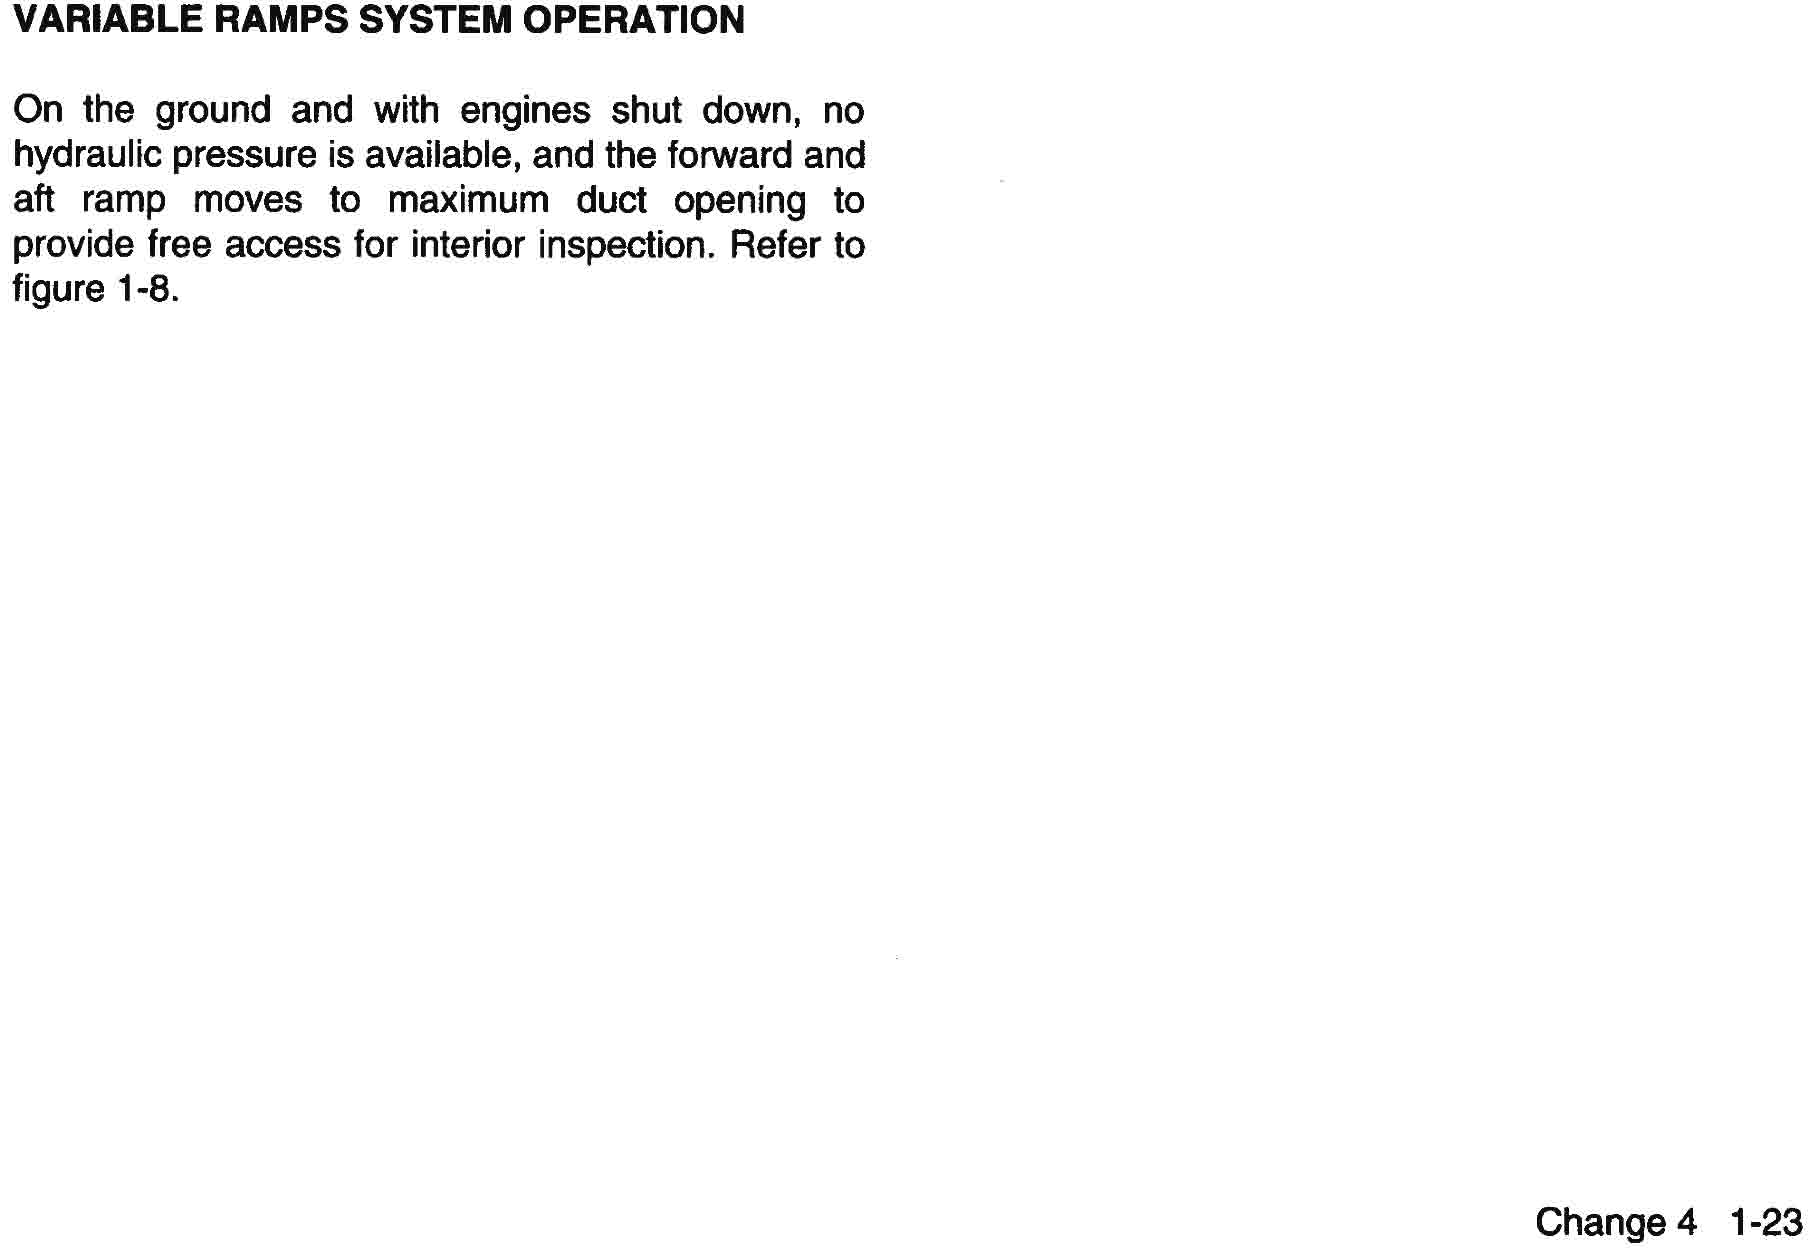 VARIABLE RAMPS SYSTEM OPERATION
On the ground and with engines shut down, no
hydraulic pressure is available, and the forward and
aft ramp moves to maximum duct opening to
provide free access for interior inspection. Refer to
figure 1-8.
Change 4 1-23